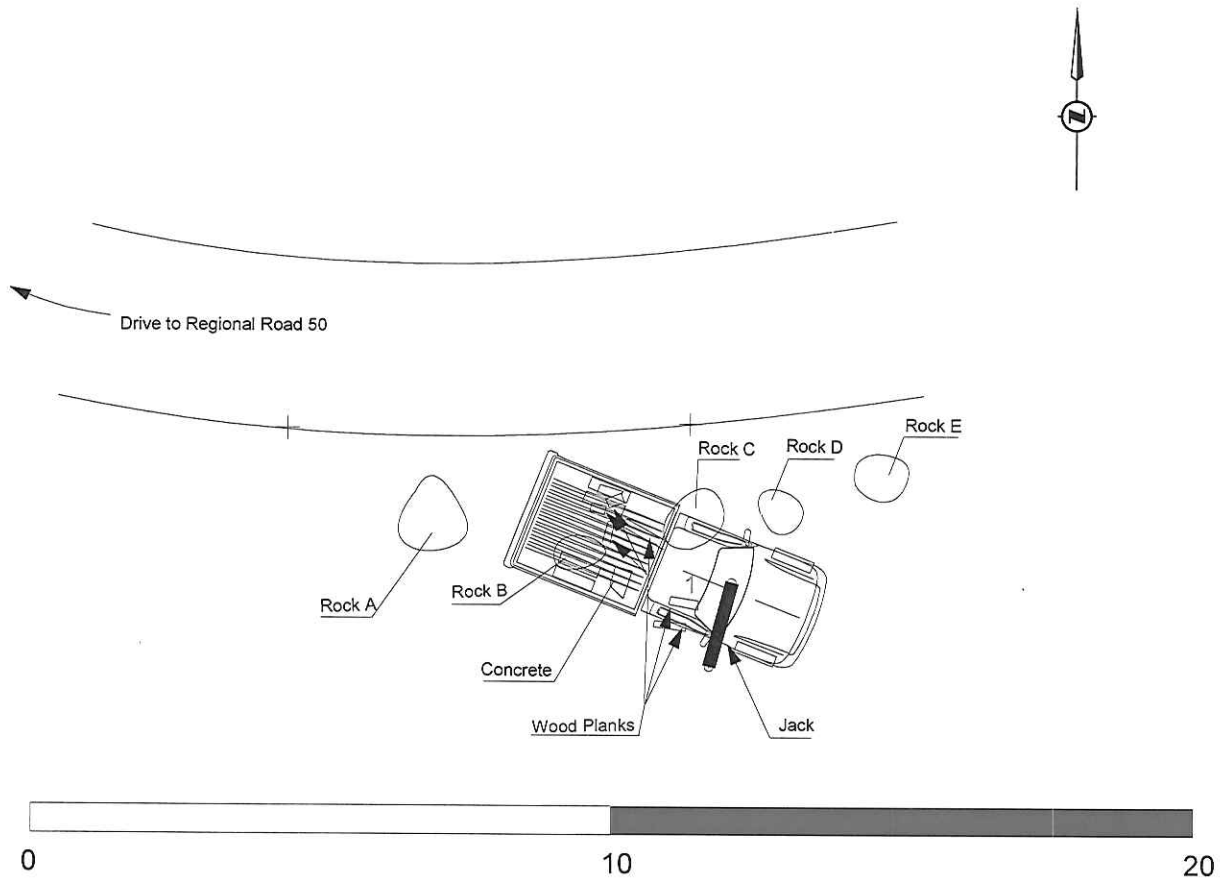 N
Drive to Regional Road 50
Rock E
Rock C
Rock D
Rock B
Rock A
1
Concrete
Wood Planks
Jack
0
10
20